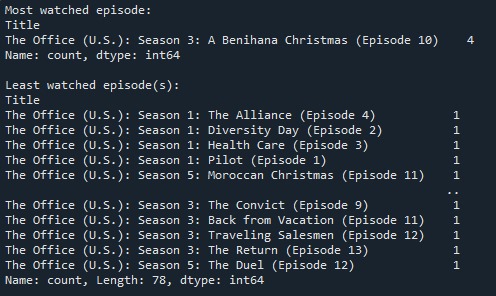 Most watched episode:
Title
The Office (U.S.): Season 3: A Benihana Christmas (Episode 10)    4
Name: count, dtype: int64

Least watched episode(s):
Title
The Office (U.S.): Season 1: The Alliance (Episode 4)           1
The Office (U.S.): Season 1: Diversity Day (Episode 2)          1
The Office (U.S.): Season 1: Health Care (Episode 3)            1
The Office (U.S.): Season 1: Pilot (Episode 1)                  1
The Office (U.S.): Season 5: Moroccan Christmas (Episode 11)    1
                                                               ..
The Office (U.S.): Season 3: The Convict (Episode 9)            1
The Office (U.S.): Season 3: Back from Vacation (Episode 11)    1
The Office (U.S.): Season 3: Traveling Salesmen (Episode 12)    1
The Office (U.S.): Season 3: The Return (Episode 13)            1
The Office (U.S.): Season 5: The Duel (Episode 12)              1
Name: count, Length: 78, dtype: int64